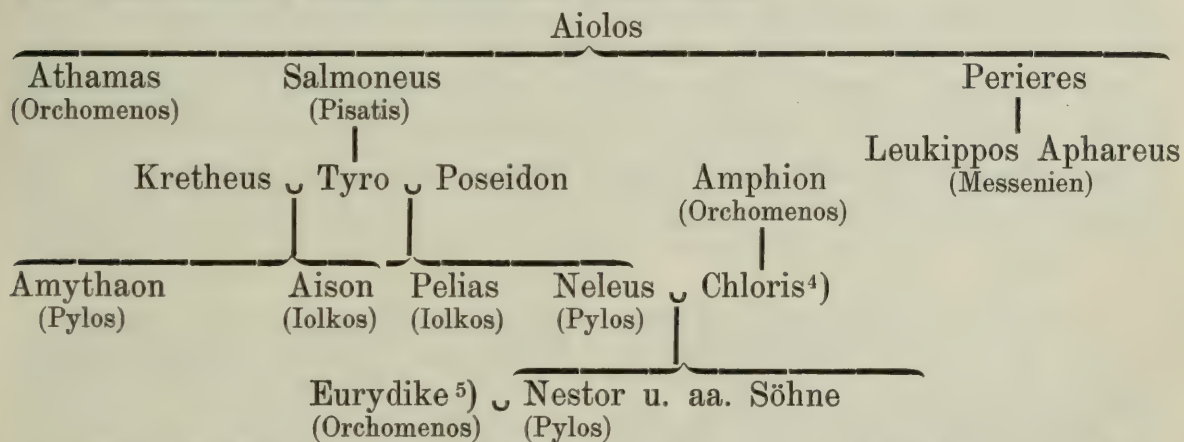 Aiolos
Athamas Salmoneus Perieres
(Orchomenos) (Pisatis)
Leukippos Aphareus
(Messenien)
Kretheus ⏑ Tyro ⏑ Poseidon Amphion
(Orchomenos)
Amythaon Aison Pelias Neleus ⏑ Chloris⁴)
(Pylos) (Iolkos) (Iolkos) (Pylos)
Eurydike⁵) ⏑ Nestor u. aa. Söhne
(Orchomenos) (Pylos)